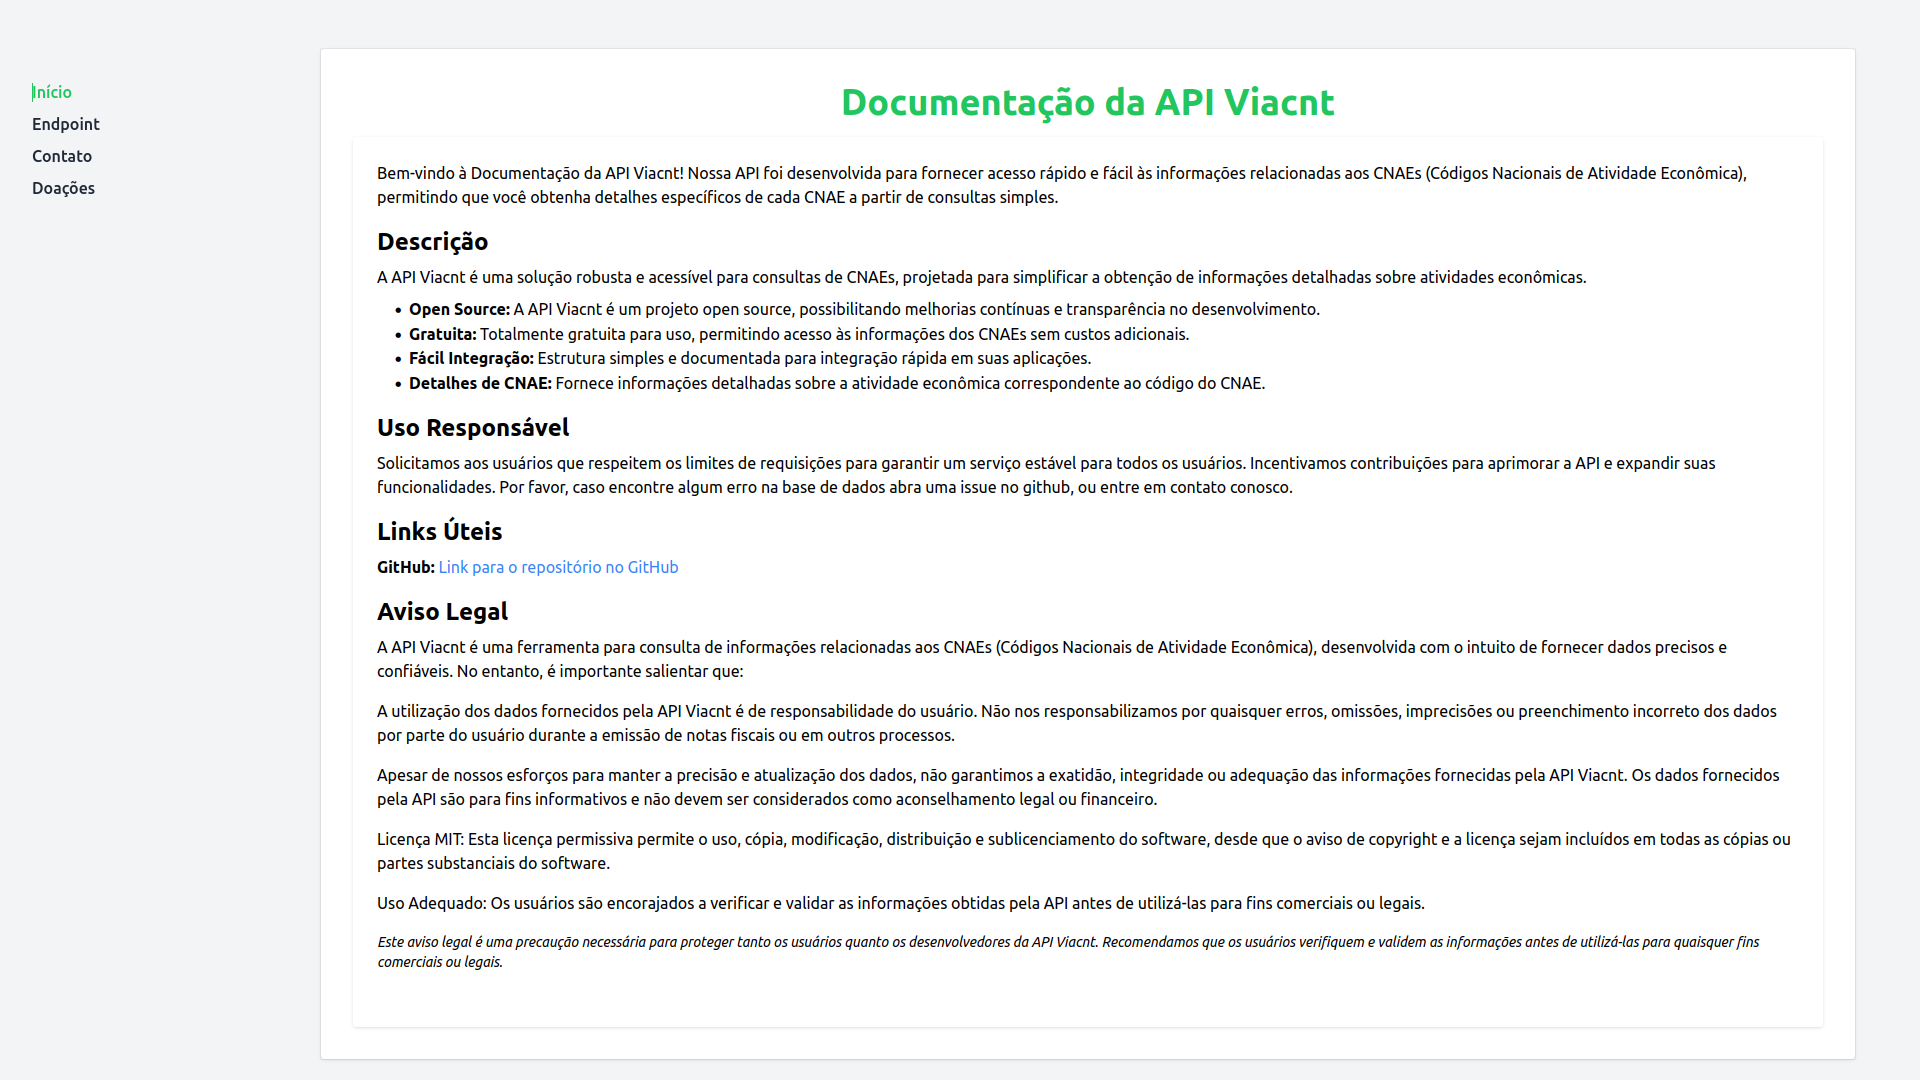 Início
Endpoint
Contato
Doações
Documentação da API Viacnt
Bem-vindo à Documentação da API Viacnt! Nossa API foi desenvolvida para fornecer acesso rápido e fácil às informações relacionadas aos CNAEs (Códigos Nacionais de Atividade Econômica),
permitindo que você obtenha detalhes específicos de cada CNAE a partir de consultas simples.
Descrição
A API Viacnt é uma solução robusta e acessível para consultas de CNAEs, projetada para simplificar a obtenção de informações detalhadas sobre atividades econômicas.
• Open Source: A API Viacnt é um projeto open source, possibilitando melhorias contínuas e transparência no desenvolvimento.
• Gratuita: Totalmente gratuita para uso, permitindo acesso às informações dos CNAEs sem custos adicionais.
• Fácil Integração: Estrutura simples e documentada para integração rápida em suas aplicações.
• Detalhes de CNAE: Fornece informações detalhadas sobre a atividade econômica correspondente ao código do CNAE.
Uso Responsável
Solicitamos aos usuários que respeitem os limites de requisições para garantir um serviço estável para todos os usuários. Incentivamos contribuições para aprimorar a API e expandir suas
funcionalidades. Por favor, caso encontre algum erro na base de dados abra uma issue no github, ou entre em contato conosco.
Links Úteis
GitHub: Link para o repositório no GitHub
Aviso Legal
A API Viacnt é uma ferramenta para consulta de informações relacionadas aos CNAEs (Códigos Nacionais de Atividade Econômica), desenvolvida com o intuito de fornecer dados precisos e
confiáveis. No entanto, é importante salientar que:
A utilização dos dados fornecidos pela API Viacnt é de responsabilidade do usuário. Não nos responsabilizamos por quaisquer erros, omissões, imprecisões ou preenchimento incorreto dos dados
por parte do usuário durante a emissão de notas fiscais ou em outros processos.
Apesar de nossos esforços para manter a precisão e atualização dos dados, não garantimos a exatidão, integridade ou adequação das informações fornecidas pela API Viacnt. Os dados fornecidos
pela API são para fins informativos e não devem ser considerados como aconselhamento legal ou financeiro.
Licença MIT: Esta licença permissiva permite o uso, cópia, modificação, distribuição e sublicenciamento do software, desde que o aviso de copyright e a licença sejam incluídos em todas as cópias ou
partes substanciais do software.
Uso Adequado: Os usuários são encorajados a verificar e validar as informações obtidas pela API antes de utilizá-las para fins comerciais ou legais.
Este aviso legal é uma precaução necessária para proteger tanto os usuários quanto os desenvolvedores da API Viacnt. Recomendamos que os usuários verifiquem e validem as informações antes de utilizá-las para quaisquer fins
comerciais ou legais.